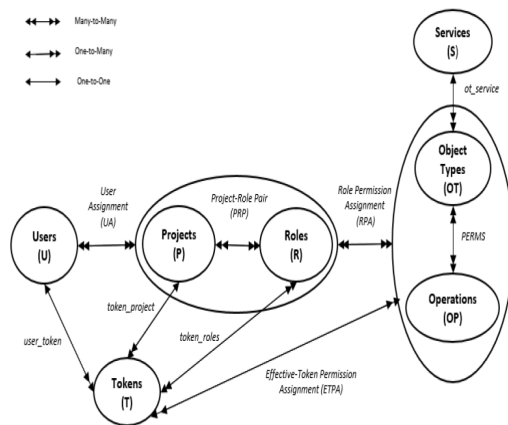 Many-to-Many
One-to-Many
One-to-One
Services
(S)
ot_service
Object
Types
(OT)
User
Assignment
(UA)
Project-Role Pair
(PRP)
Role Permission
Assignment
(RPA)
Projects
(P)
Roles
(R)
Users
(U)
PERMS
Operations
(OP)
token_project
token_roles
user_token
Tokens
(T)
Effective-Token Permission
Assignment (ETPA)